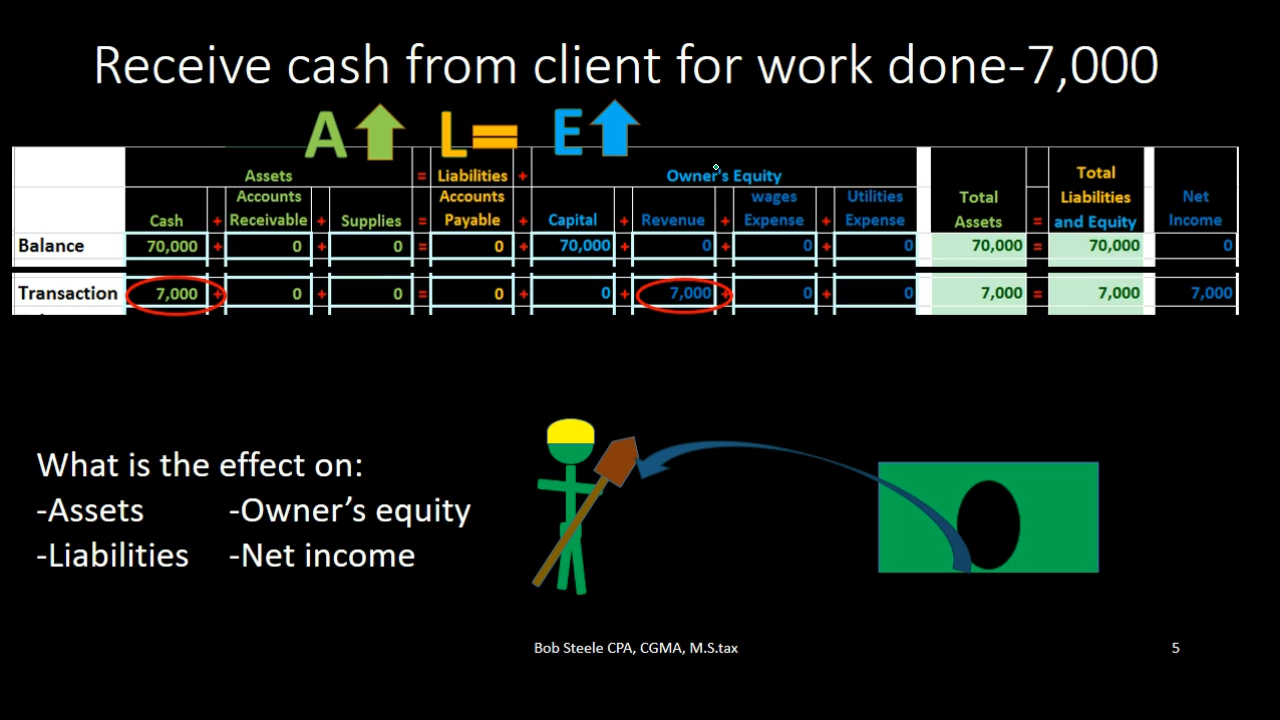 Receive cash from client for work done-7,000
A L= E
Assets = Liabilities + Owner's Equity
Cash + Accounts Receivable + Supplies = Accounts Payable + Capital + Revenue + wages Expense + Utilities Expense Total Assets = Total Liabilities and Equity Net Income
Balance 70,000 + 0 + 0 = 0 + 70,000 + 0 + 0 + 0 70,000 = 70,000 0
Transaction 7,000 + 0 + 0 = 0 + 0 + 7,000 + 0 + 0 7,000 = 7,000 7,000
What is the effect on:
-Assets -Owner’s equity
-Liabilities -Net income
Bob Steele CPA, CGMA, M.S.tax 5